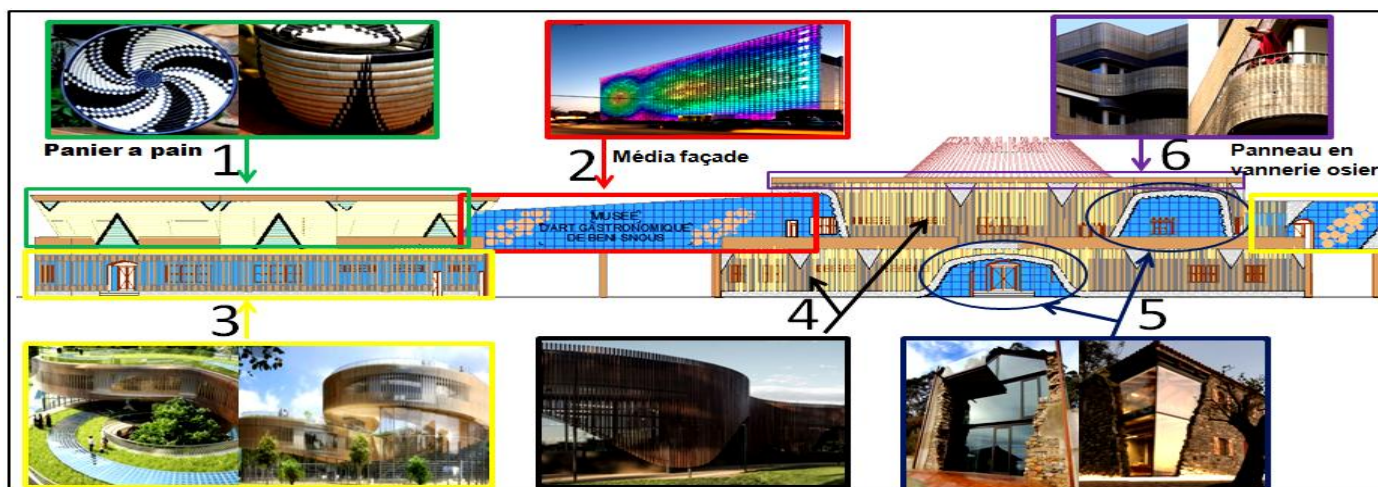 Panier a pain
1
2
Média façade
6
Panneau en
vannerie osier
MUSEE
D'ART GASTRONOMIQUE
DE BENI SNOUS
3
4
5